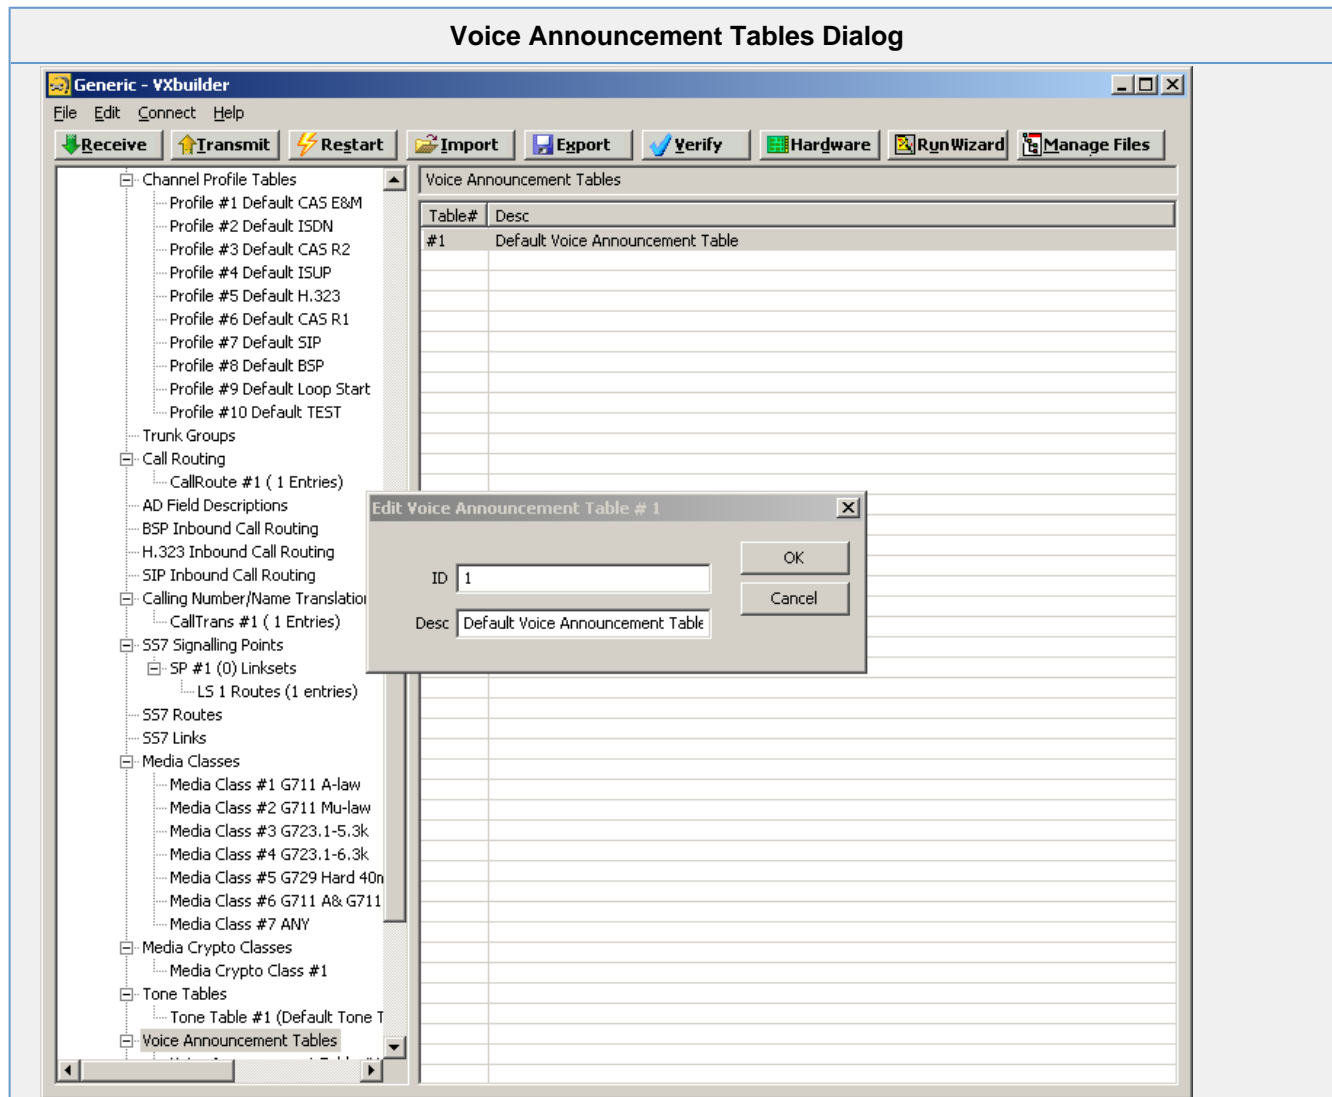 Voice Announcement Tables Dialog
Generic - VXbuilder
File Edit Connect Help
Receive Transmit Restart Import Export Verify Hardware RunWizard Manage Files
Channel Profile Tables
Profile #1 Default CAS E&M
Profile #2 Default ISDN
Profile #3 Default CAS R2
Profile #4 Default ISUP
Profile #5 Default H.323
Profile #6 Default CAS R1
Profile #7 Default SIP
Profile #8 Default BSP
Profile #9 Default Loop Start
Profile #10 Default TEST
Trunk Groups
Call Routing
CallRoute #1 ( 1 Entries)
AD Field Descriptions
BSP Inbound Call Routing
H.323 Inbound Call Routing
SIP Inbound Call Routing
Calling Number/Name Translation
CallTrans #1 ( 1 Entries)
SS7 Signalling Points
SP #1 (0) Linksets
LS 1 Routes (1 entries)
SS7 Routes
SS7 Links
Media Classes
Media Class #1 G711 A-law
Media Class #2 G711 Mu-law
Media Class #3 G723.1-5.3k
Media Class #4 G723.1-6.3k
Media Class #5 G729 Hard 40m
Media Class #6 G711 A& G711
Media Class #7 ANY
Media Crypto Classes
Media Crypto Class #1
Tone Tables
Tone Table #1 (Default Tone T
Voice Announcement Tables
Voice Announcement Tables
Table# Desc
#1 Default Voice Announcement Table
Edit Voice Announcement Table # 1
ID 1
Desc Default Voice Announcement Table
OK
Cancel